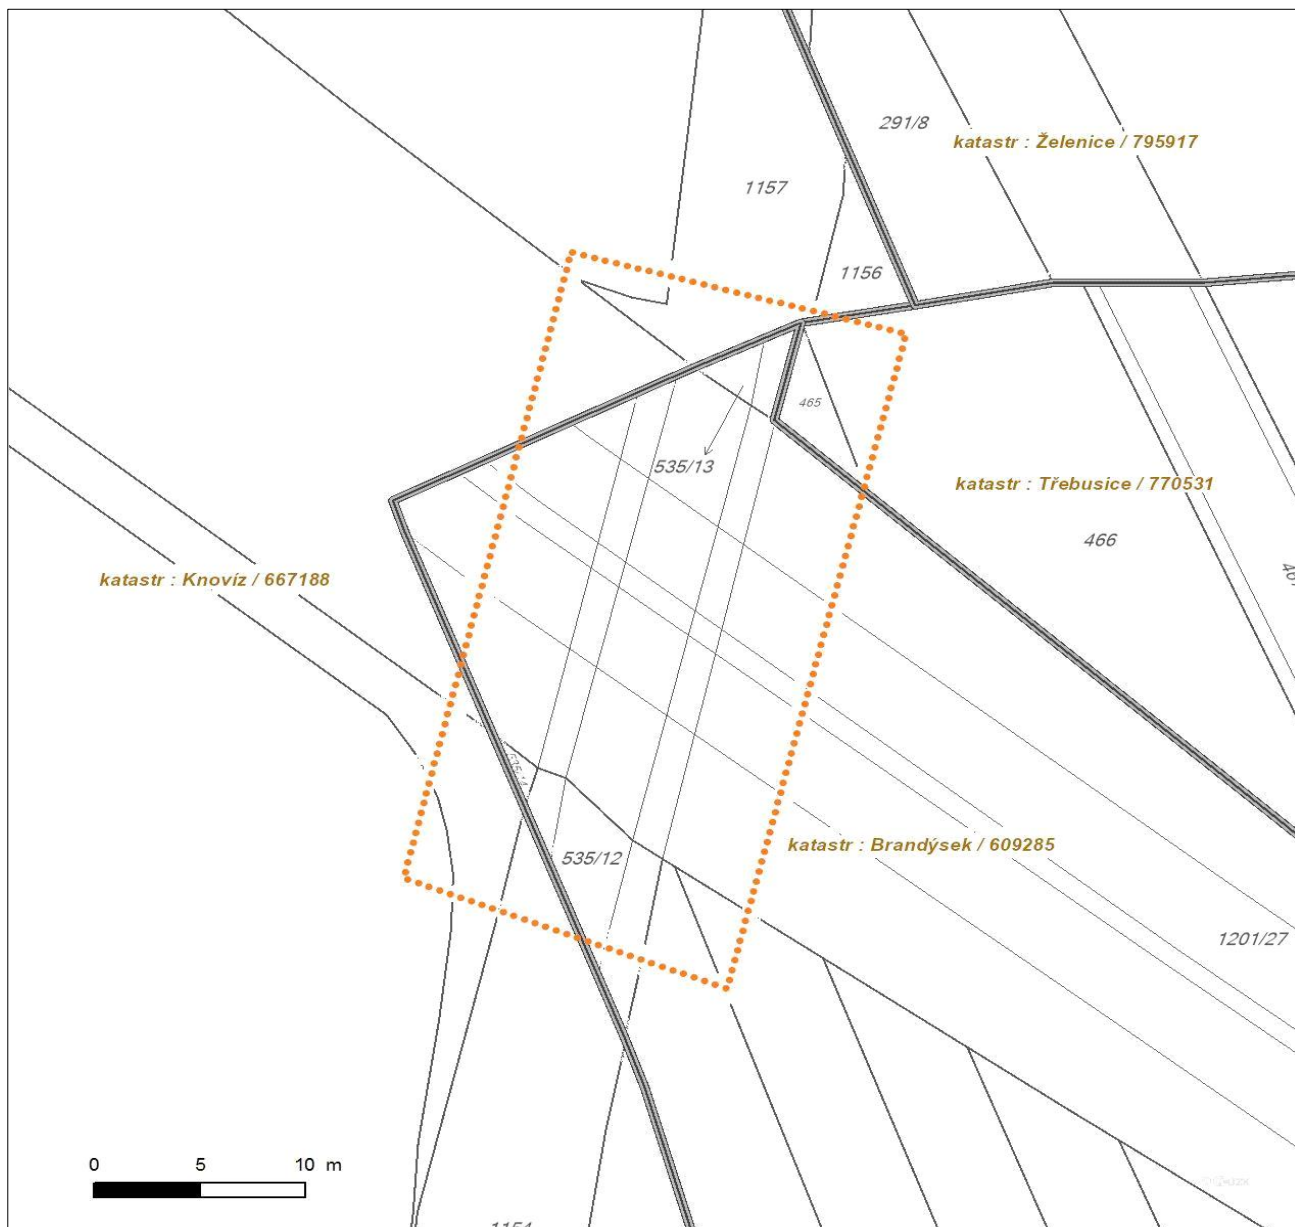 291/8
katastr : Želenice / 795917
1157
1156
465
535/13
katastr : Třebusice / 770531
466
katastr : Knovíz / 667188
katastr : Brandýsek / 609285
535/12
1201/27
0 5 10 m